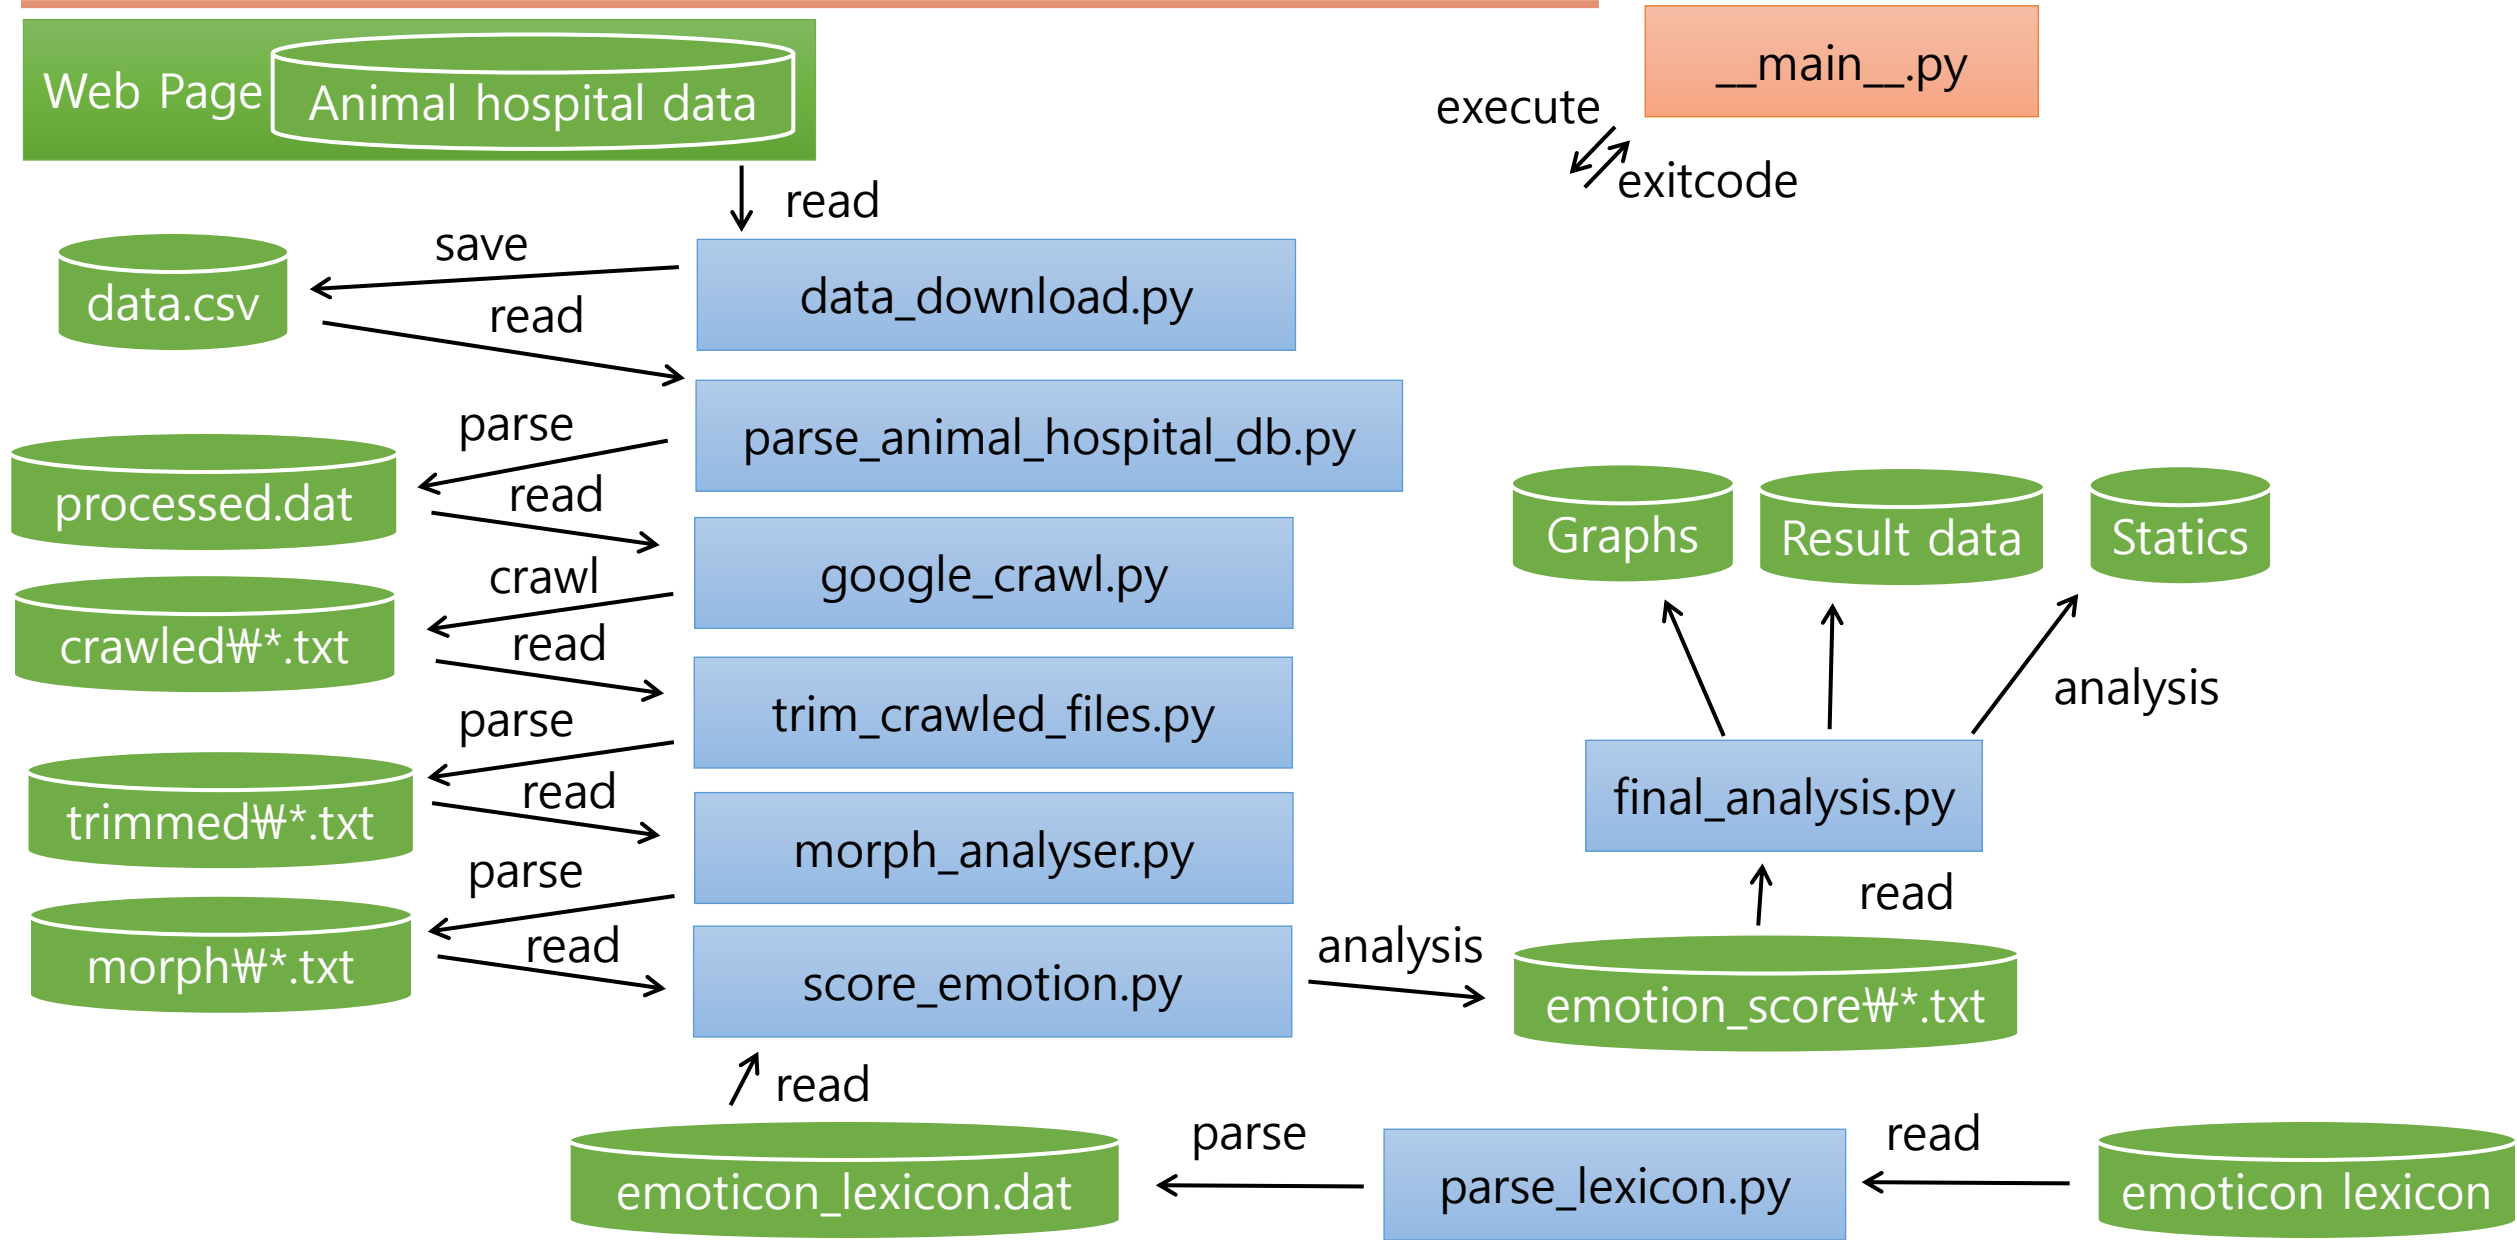 Web Page
Animal hospital data
__main__.py
execute
exitcode
read
save
data.csv
data_download.py
read
parse
parse_animal_hospital_db.py
processed.dat
read
google_crawl.py
Graphs
Result data
Statics
crawl
crawled₩*.txt
read
trim_crawled_files.py
analysis
parse
trimmed₩*.txt
read
morph_analyser.py
final_analysis.py
parse
read
morph₩*.txt
read
score_emotion.py
analysis
emotion_score₩*.txt
read
emoticon_lexicon.dat
parse
parse_lexicon.py
read
emoticon lexicon